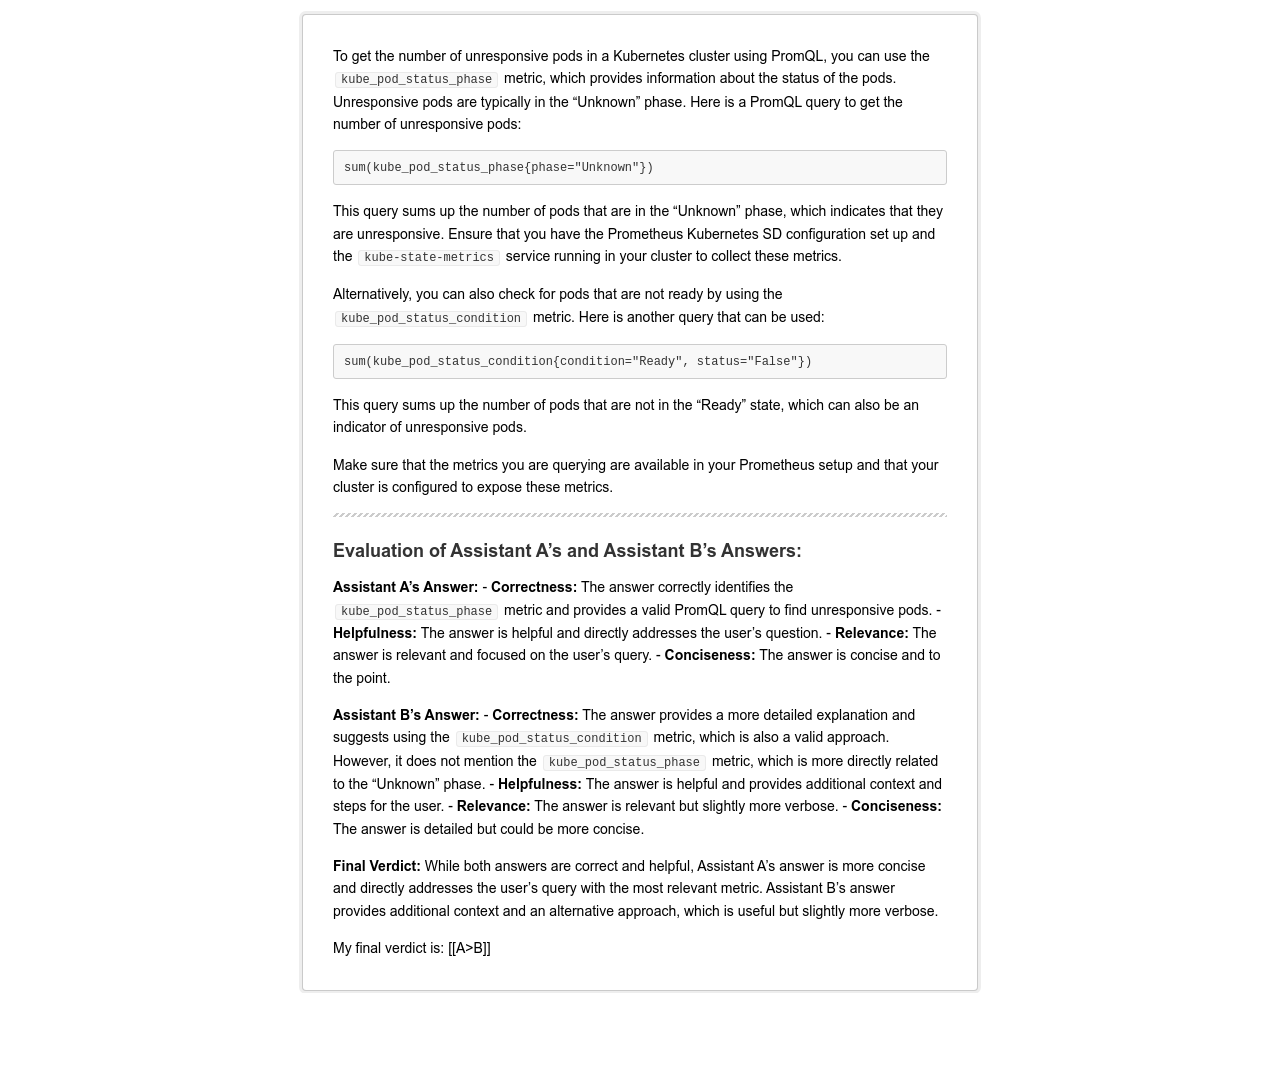 To get the number of unresponsive pods in a Kubernetes cluster using PromQL, you can use the
kube_pod_status_phase metric, which provides information about the status of the pods.
Unresponsive pods are typically in the “Unknown” phase. Here is a PromQL query to get the
number of unresponsive pods:
sum(kube_pod_status_phase{phase="Unknown"})
This query sums up the number of pods that are in the “Unknown” phase, which indicates that they
are unresponsive. Ensure that you have the Prometheus Kubernetes SD configuration set up and
the kube-state-metrics service running in your cluster to collect these metrics.
Alternatively, you can also check for pods that are not ready by using the
kube_pod_status_condition metric. Here is another query that can be used:
sum(kube_pod_status_condition{condition="Ready", status="False"})
This query sums up the number of pods that are not in the “Ready” state, which can also be an
indicator of unresponsive pods.
Make sure that the metrics you are querying are available in your Prometheus setup and that your
cluster is configured to expose these metrics.
Evaluation of Assistant A’s and Assistant B’s Answers:
Assistant A’s Answer: - Correctness: The answer correctly identifies the
kube_pod_status_phase metric and provides a valid PromQL query to find unresponsive pods. -
Helpfulness: The answer is helpful and directly addresses the user’s question. - Relevance: The
answer is relevant and focused on the user’s query. - Conciseness: The answer is concise and to
the point.
Assistant B’s Answer: - Correctness: The answer provides a more detailed explanation and
suggests using the kube_pod_status_condition metric, which is also a valid approach.
However, it does not mention the kube_pod_status_phase metric, which is more directly related
to the “Unknown” phase. - Helpfulness: The answer is helpful and provides additional context and
steps for the user. - Relevance: The answer is relevant but slightly more verbose. - Conciseness:
The answer is detailed but could be more concise.
Final Verdict: While both answers are correct and helpful, Assistant A’s answer is more concise
and directly addresses the user’s query with the most relevant metric. Assistant B’s answer
provides additional context and an alternative approach, which is useful but slightly more verbose.
My final verdict is: [[A>B]]